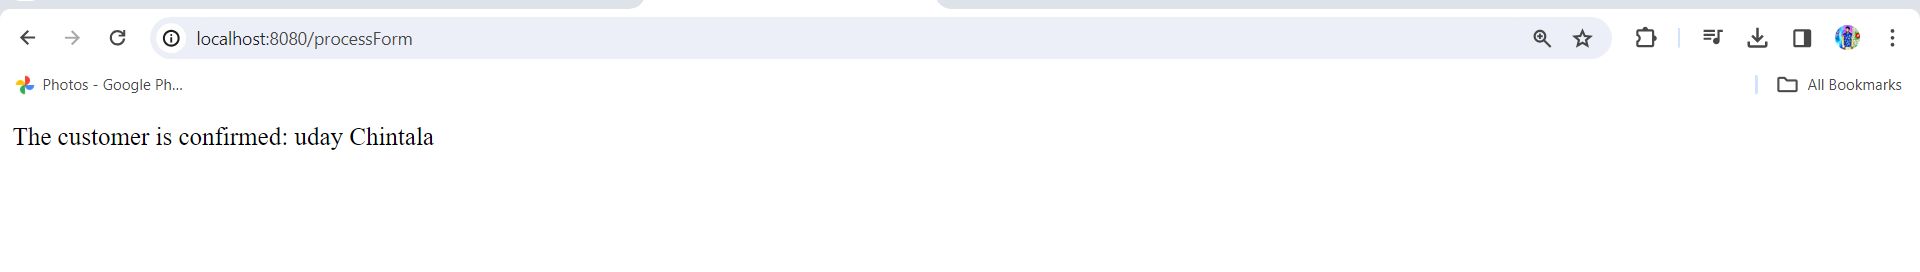 localhost:8080/processForm
Photos - Google Ph...
All Bookmarks
The customer is confirmed: uday Chintala